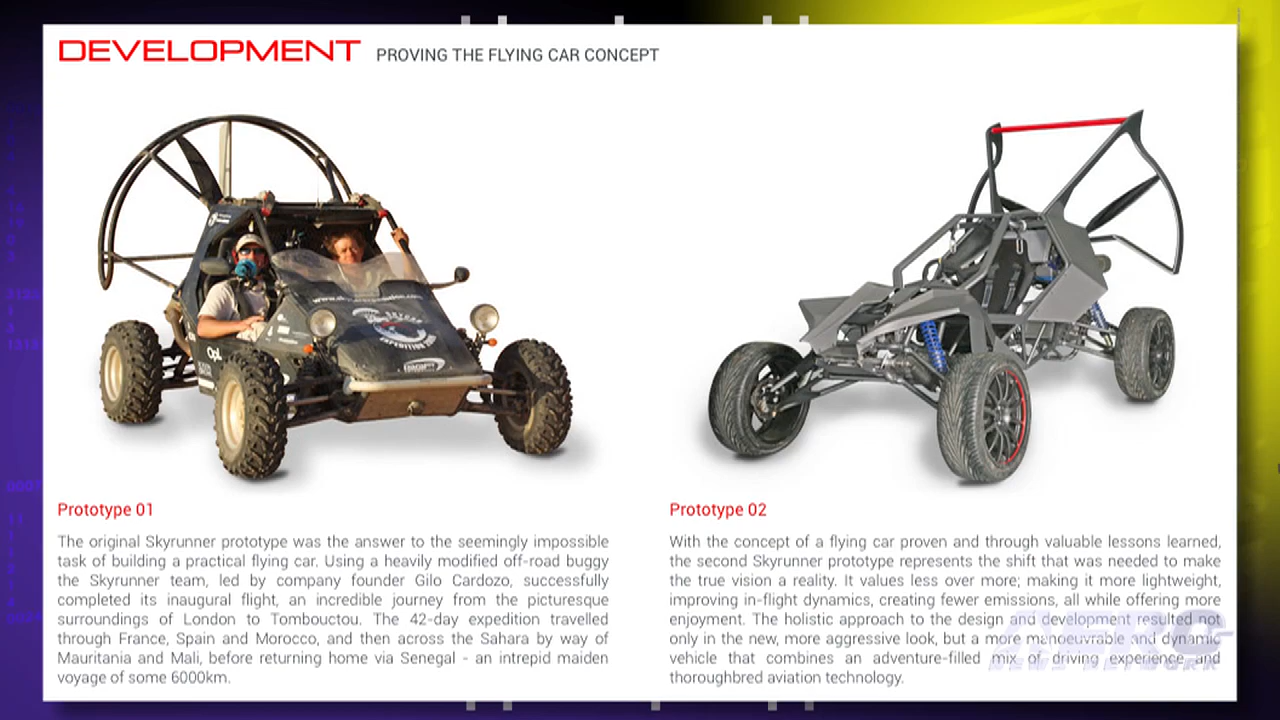 DEVELOPMENT PROVING THE FLYING CAR CONCEPT
Opl
Prototype 01
The original Skyrunner prototype was the answer to the seemingly impossible
task of building a practical flying car. Using a heavily modified off-road buggy
the Skyrunner team, led by company founder Gilo Cardozo, successfully
completed its inaugural flight, an incredible journey from the picturesque
surroundings of London to Tombouctou. The 42-day expedition travelled
through France, Spain and Morocco, and then across the Sahara by way of
Mauritania and Mali, before returning home via Senegal - an intrepid maiden
voyage of some 6000km.
Prototype 02
With the concept of a flying car proven and through valuable lessons learned,
the second Skyrunner prototype represents the shift that was needed to make
the true vision a reality. It values less over more; making it more lightweight,
improving in-flight dynamics, creating fewer emissions, all while offering more
enjoyment. The holistic approach to the design and development resulted not
only in the new, more aggressive look, but a more manoeuvrable and dynamic
vehicle that combines an adventure-filled mix of driving experience and
thoroughbred aviation technology.